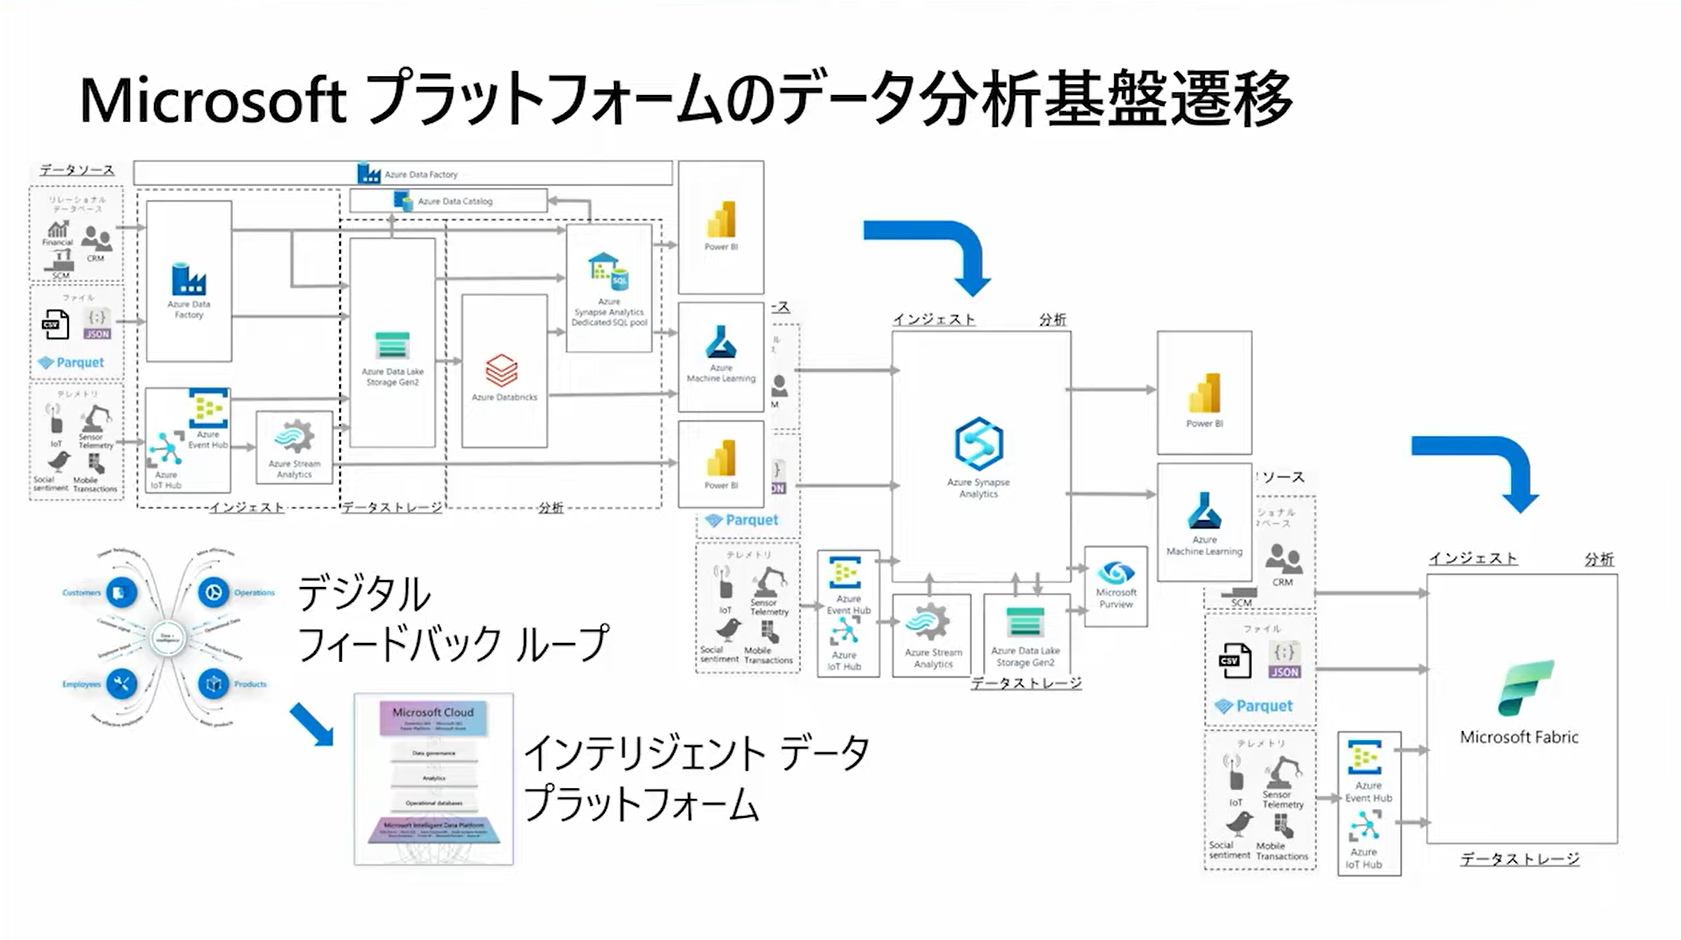 Microsoft プラットフォームのデータ分析基盤遷移
データソース
リレーショナル
データベース
Financial
CRM
SCM
ファイル
CSV
{:}
JSON
Parquet
テレメトリ
IoT
Sensor
Telemetry
Social
sentiment
Mobile
Transactions
Azure Data Factory
Azure Data Catalog
Azure Data
Factory
Azure
Event Hub
Azure
IoT Hub
Azure Stream
Analytics
Azure Data Lake
Storage Gen2
Azure Databricks
SQL
Azure
Synapse Analytics
Dedicated SQL pool
Power BI
Azure
Machine Learning
Power BI
インジェスト
データストレージ
分析
ース
ル
ス
M
}
ON
Parquet
テレメトリ
IoT
Sensor
Telemetry
Social
sentiment
Mobile
Transactions
Azure
Event Hub
Azure
IoT Hub
インジェスト
分析
Azure Synapse
Analytics
Azure Stream
Analytics
Azure Data Lake
Storage Gen2
データストレージ
Microsoft
Purview
Power BI
Azure
Machine Learning
ソース
ショナル
ベース
CRM
SCM
ファイル
CSV
{:}
JSON
Parquet
テレメトリ
IoT
Sensor
Telemetry
Social
sentiment
Mobile
Transactions
Azure
Event Hub
Azure
IoT Hub
インジェスト
分析
Microsoft Fabric
データストレージ
Customers
Operations
Employees
Products
デジタル
フィードバック ループ
Microsoft Cloud
Data governance
Analytics
Operational databases
Microsoft Intelligent Data Platform
インテリジェント データ
プラットフォーム